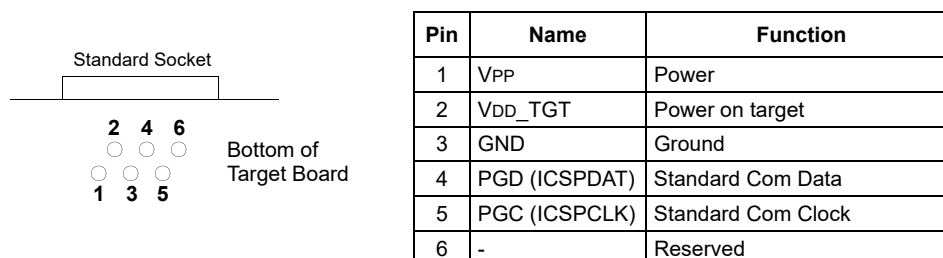 Standard Socket
2 4 6
Bottom of
Target Board
1 3 5
Pin Name Function
1 VPP Power
2 VDD_TGT Power on target
3 GND Ground
4 PGD (ICSPDAT) Standard Com Data
5 PGC (ICSPCLK) Standard Com Clock
6 - Reserved